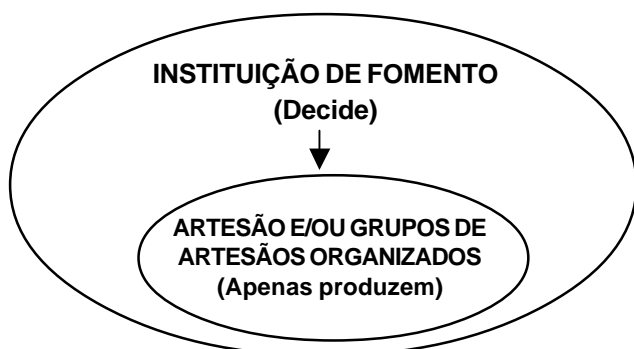 INSTITUIÇÃO DE FOMENTO
(Decide)
ARTESÃO E/OU GRUPOS DE
ARTESÃOS ORGANIZADOS
(Apenas produzem)